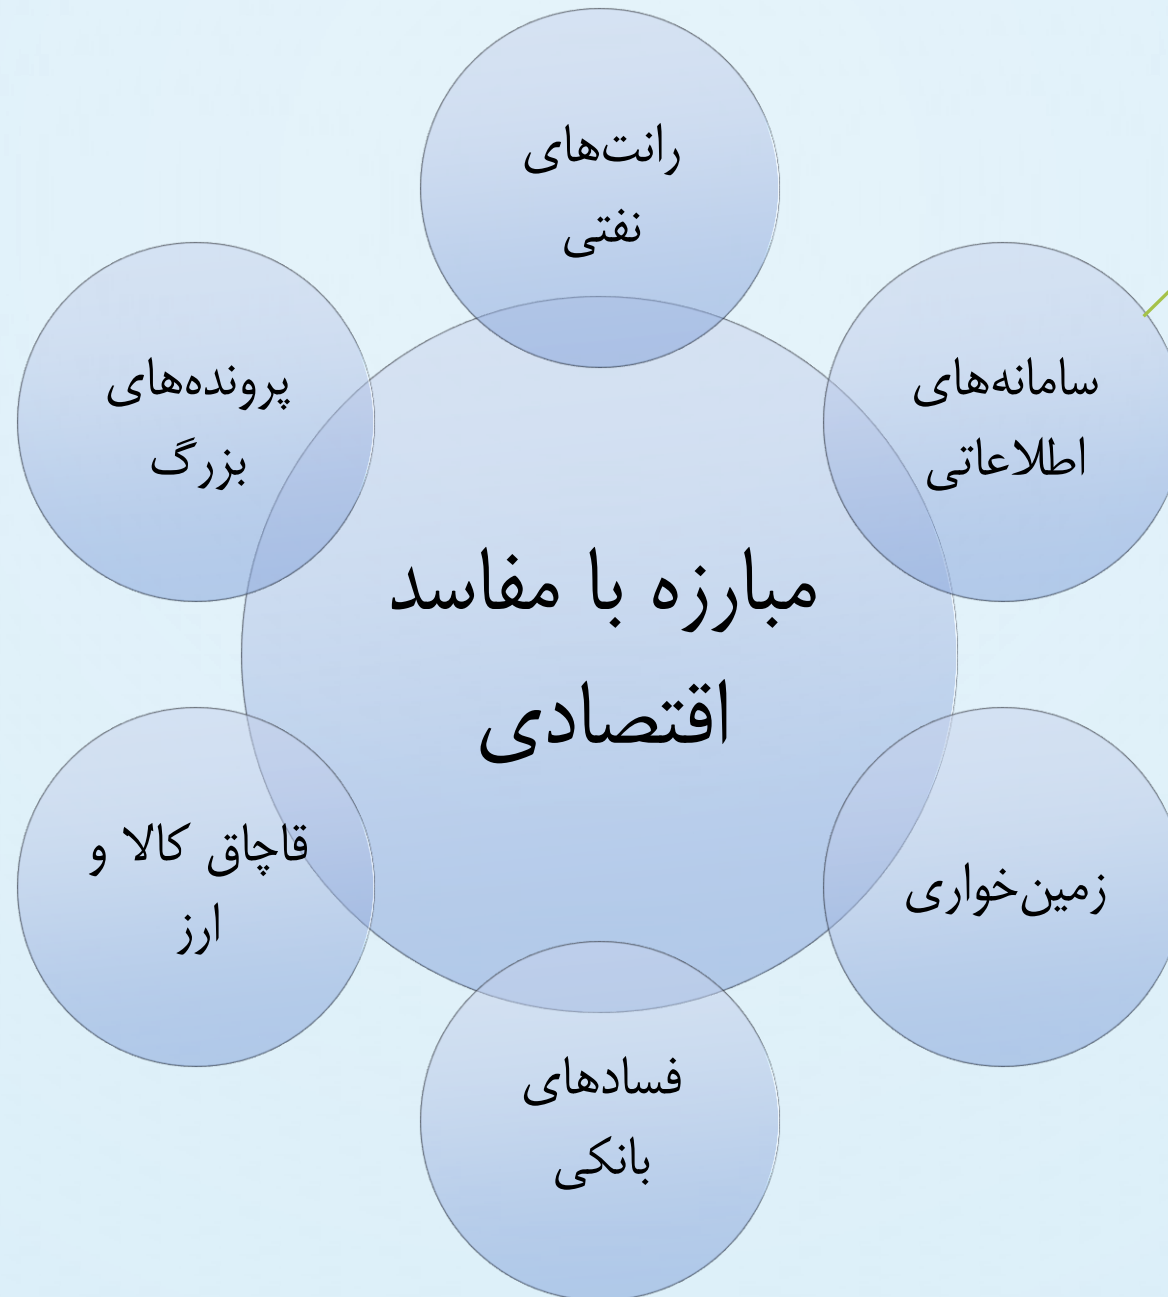 رانت‌های
نفتی
سامانه‌های
اطلاعاتی
پرونده‌های
بزرگ
مبارزه با مفاسد
اقتصادی
زمین‌خواری
قاچاق کالا و
ارز
فسادهای
بانکی